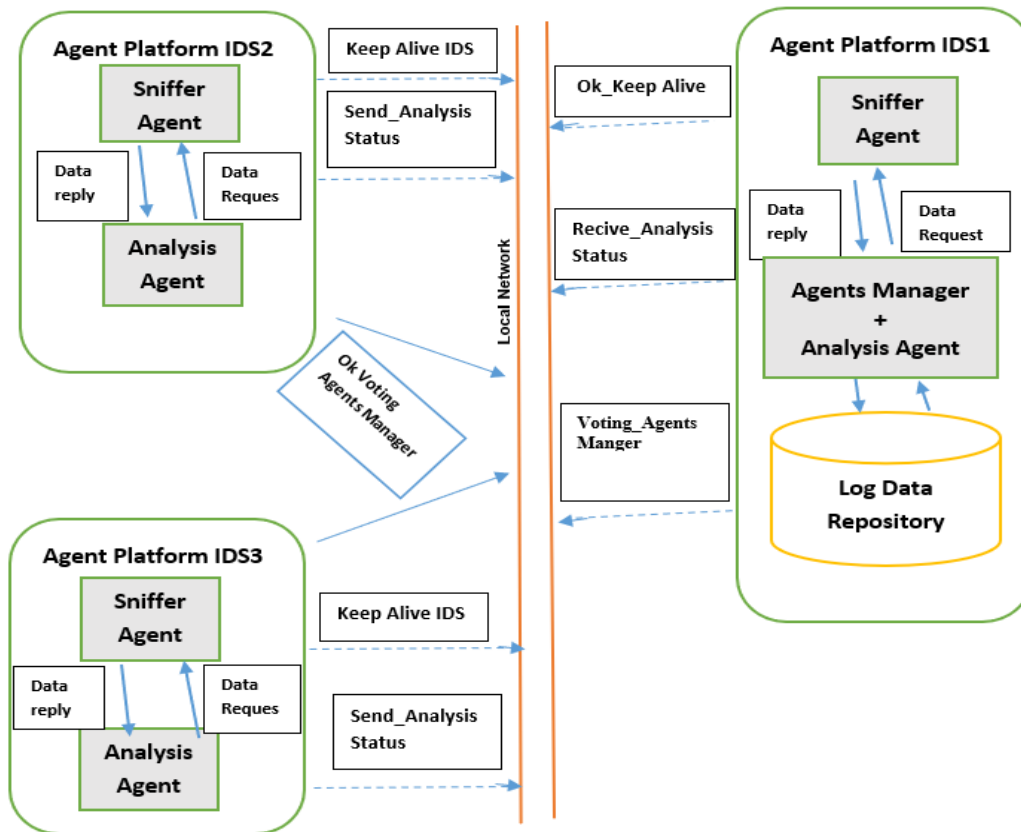 Agent Platform IDS2
Sniffer
Agent
Data
reply
Data
Reques
Analysis
Agent
Keep Alive IDS
Send_Analysis
Status
Ok Voting
Agents Manager
Local Network
Agent Platform IDS1
Ok_Keep Alive
Sniffer
Agent
Recive_Analysis
Status
Data
reply
Data
Request
Agents Manager
+
Analysis Agent
Voting_Agents
Manger
Log Data
Repository
Agent Platform IDS3
Sniffer
Agent
Data
reply
Data
Reques
Analysis
Agent
Keep Alive IDS
Send_Analysis
Status